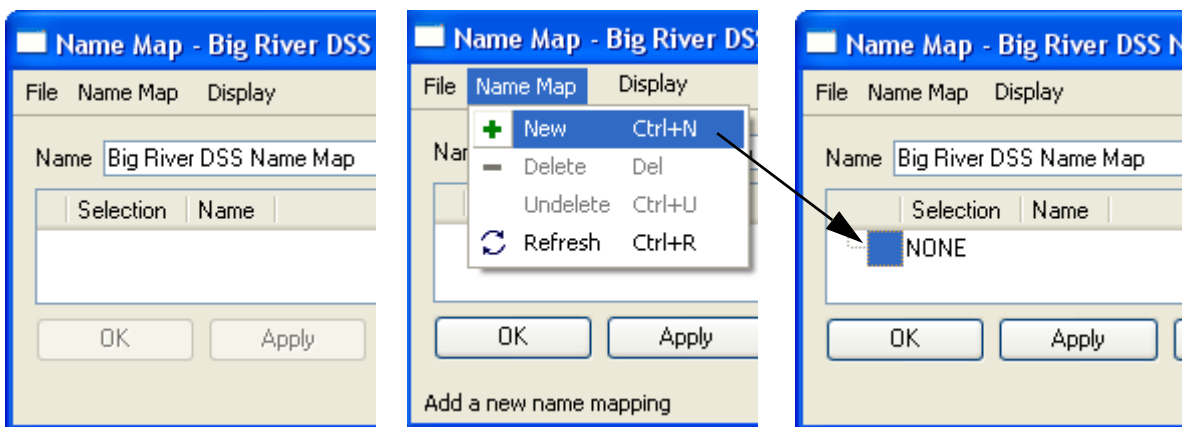 Name Map - Big River DSS
File Name Map Display
Name Big River DSS Name Map
Selection Name
OK Apply
Name Map - Big River DS
File Name Map Display
New Ctrl+N
Delete Del
Undelete Ctrl+U
Refresh Ctrl+R
OK Apply
Add a new name mapping
Name Map - Big River DSS N
File Name Map Display
Name Big River DSS Name Map
Selection Name
NONE
OK Apply